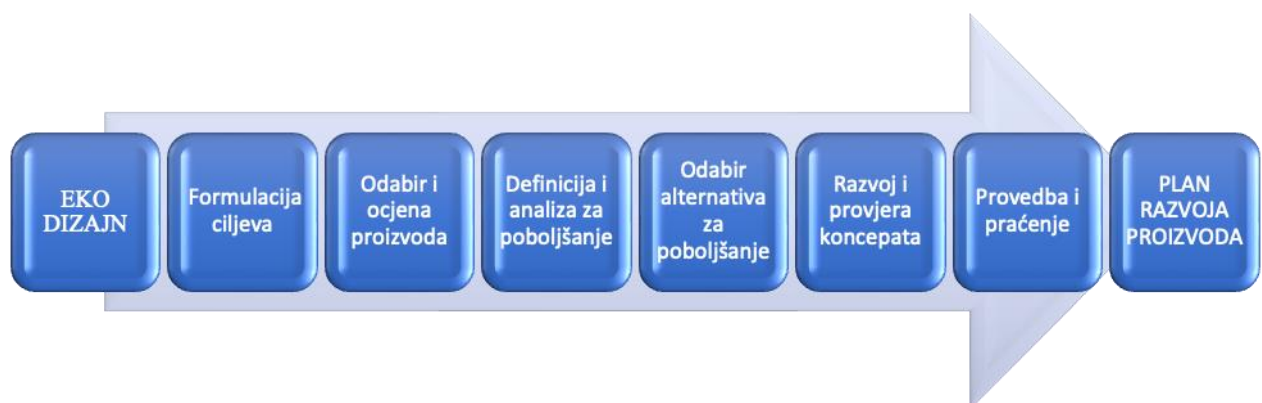 EKO
DIZAJN
Formulacija
ciljeva
Odabir i
ocjena
proizvoda
Definicija i
analiza za
poboljšanje
Odabir
alternativa
za
poboljšanje
Razvoj i
provjera
koncepata
Provedba i
praćenje
PLAN
RAZVOJA
PROIZVODA